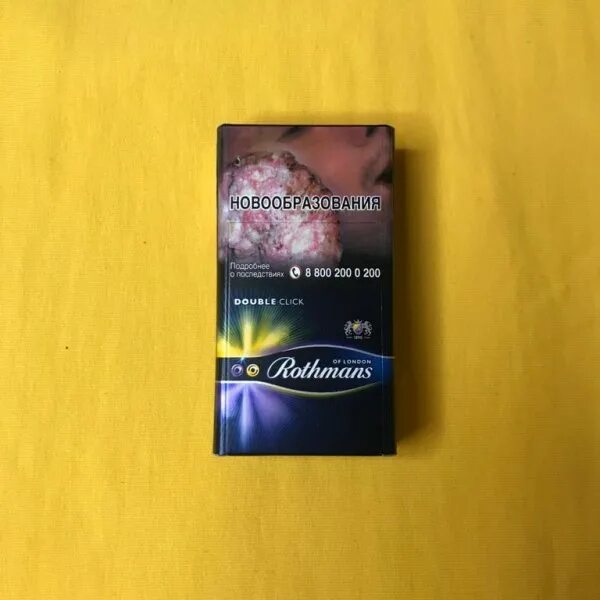 НОВООБРАЗОВАНИЯ
Подробнее
о последствиях 8 800 200 0 200
DOUBLE CLICK
OF LONDON
Rothmans